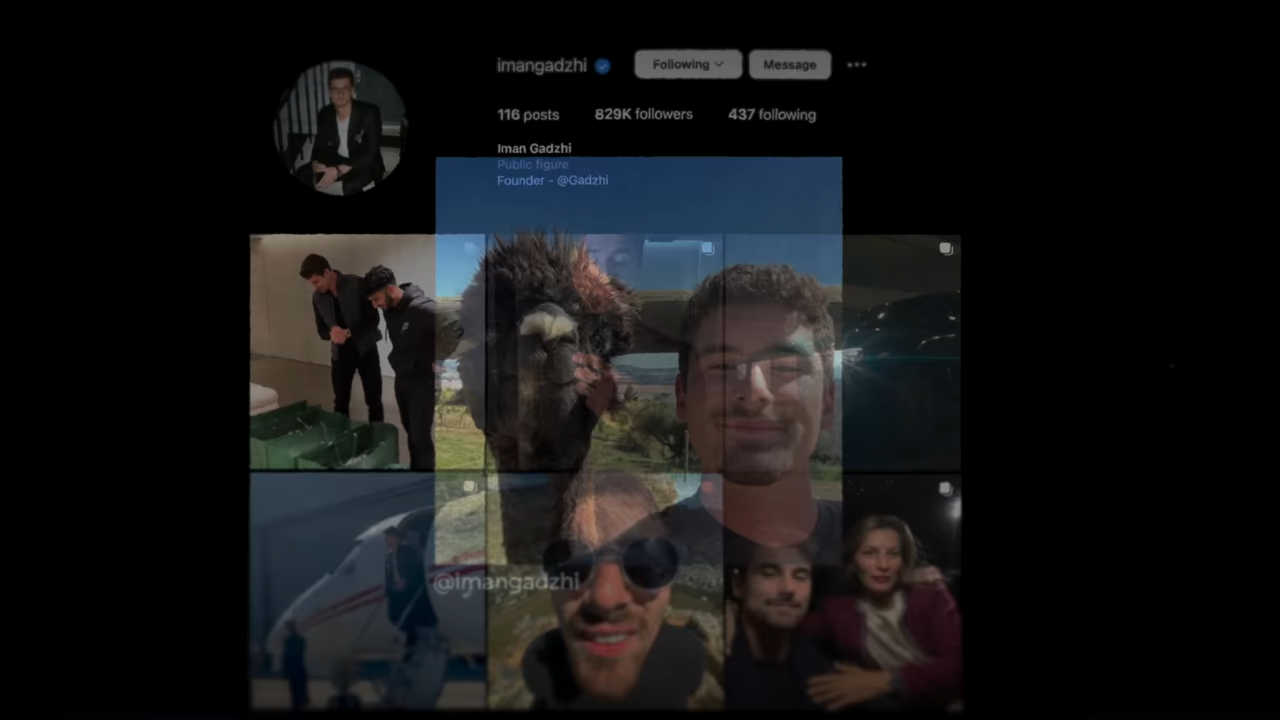 imangadzhi
Following
Message
116 posts
829K followers
437 following
Iman Gadzhi
Public figure
Founder - @Gadzhi
@imangadzhi